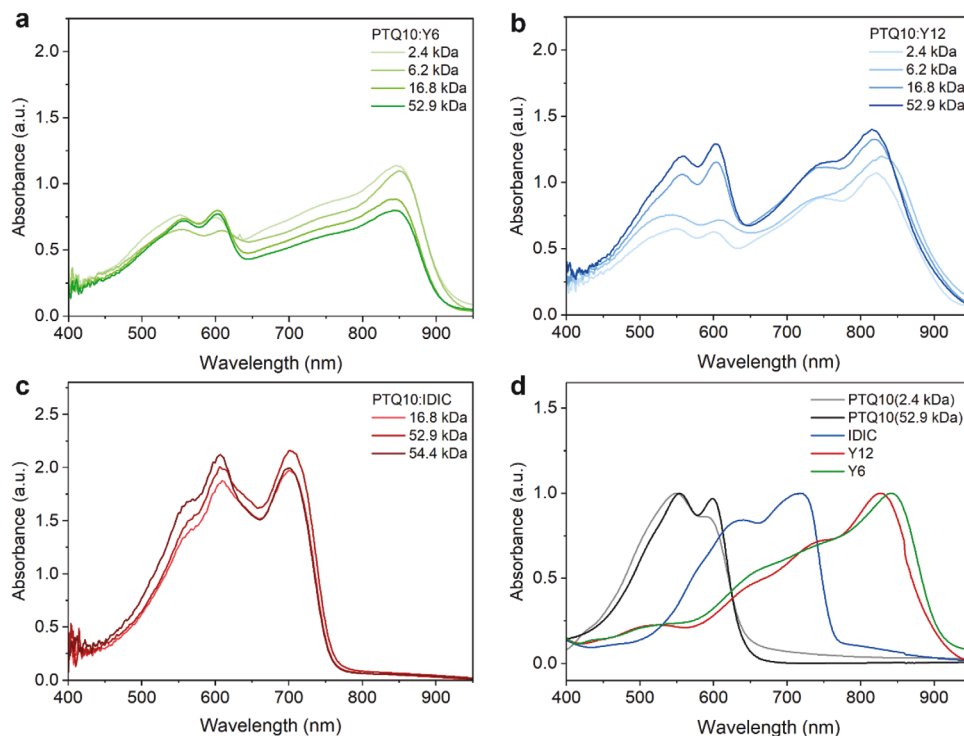 a
PTQ10:Y6
2.4 kDa
6.2 kDa
16.8 kDa
52.9 kDa
Absorbance (a.u.)
2.0
1.5
1.0
0.5
0.0
400 500 600 700 800 900
Wavelength (nm)
b
PTQ10:Y12
2.4 kDa
6.2 kDa
16.8 kDa
52.9 kDa
Absorbance (a.u.)
2.0
1.5
1.0
0.5
0.0
400 500 600 700 800 900
Wavelength (nm)
c
PTQ10:IDIC
16.8 kDa
52.9 kDa
54.4 kDa
Absorbance (a.u.)
2.5
2.0
1.5
1.0
0.5
0.0
400 500 600 700 800 900
Wavelength (nm)
d
PTQ10(2.4 kDa)
PTQ10(52.9 kDa)
IDIC
Y12
Y6
Absorbance (a.u.)
1.5
1.0
0.5
0.0
400 500 600 700 800 900
Wavelength (nm)